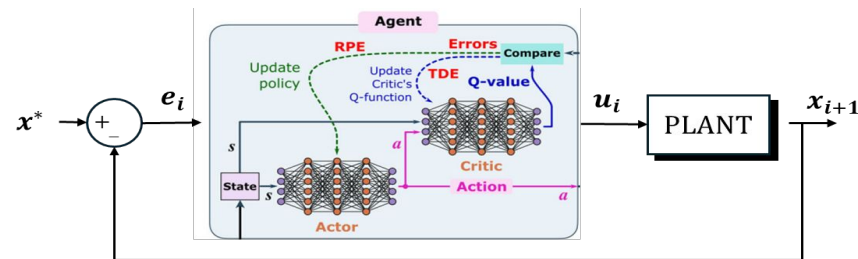 Agent
RPE
Errors
Compare
Update
policy
Update
Critic's
Q-function
TDE
Q-value
x*
+
−
e_i
s
a
Critic
u_i
PLANT
x_{i+1}
State
s
Action
a
Actor